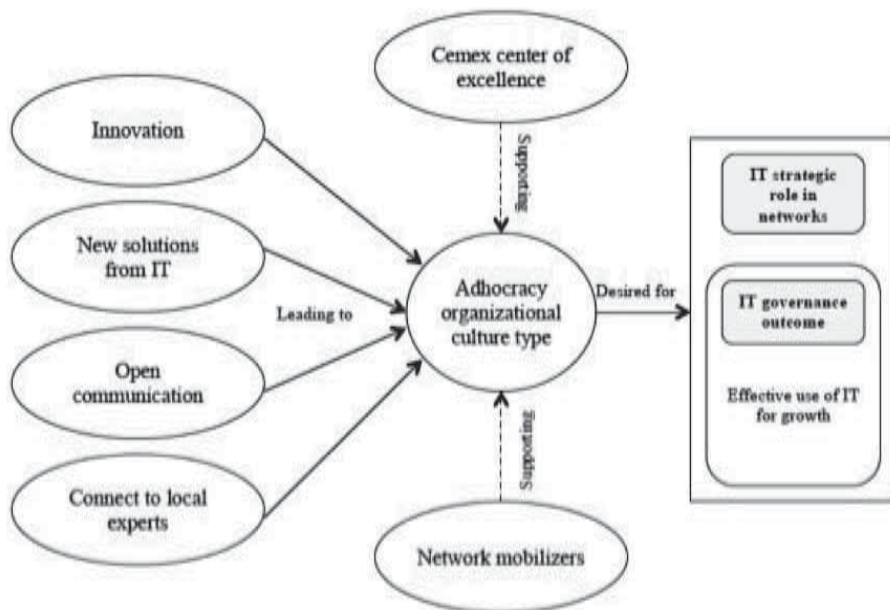 Cemex center of
excellence
Innovation
Supporting
IT strategic
role in
networks
New solutions
from IT
Leading to
Adhocracy
organizational
culture type
Desired for
IT governance
outcome
Open
communication
Effective use of IT
for growth
Supporting
Connect to local
experts
Network mobilizers